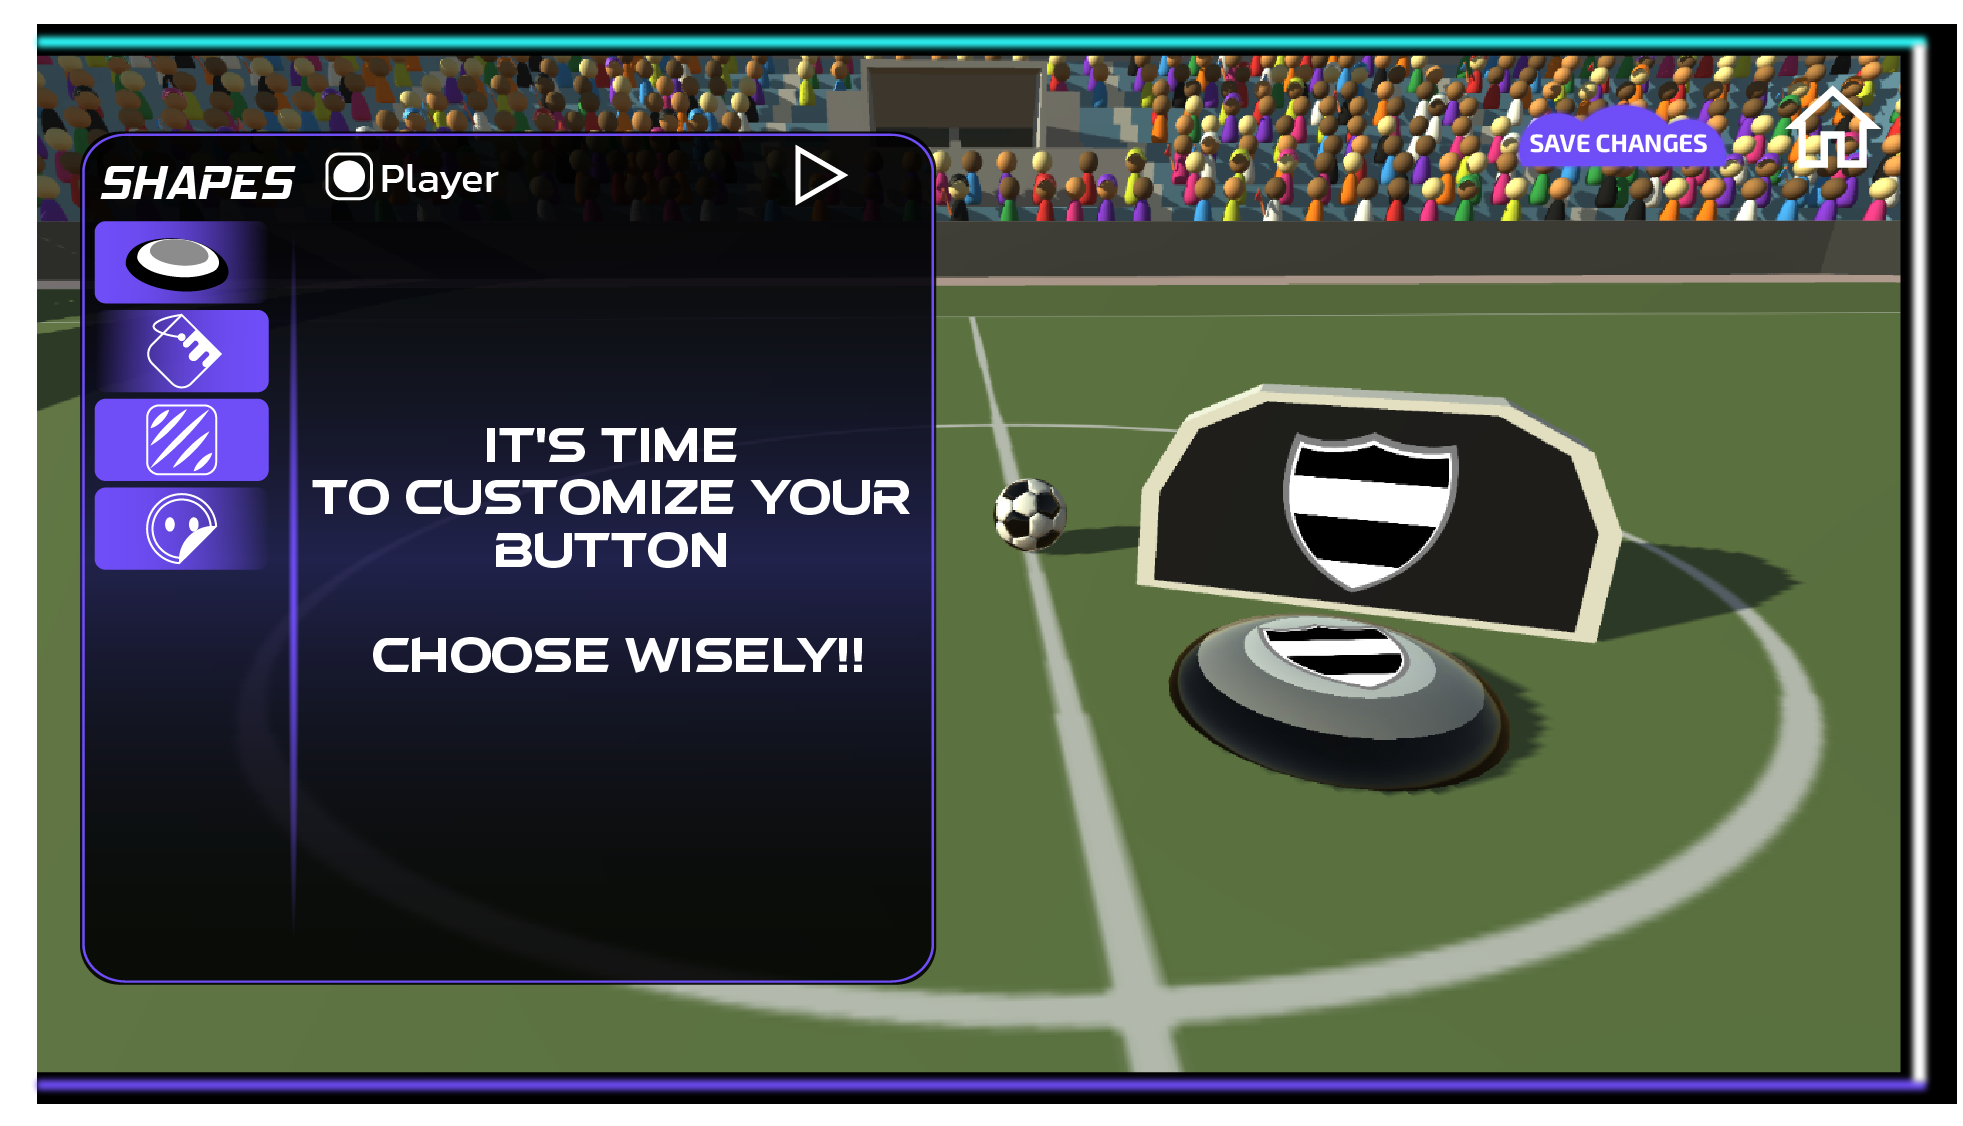 SHAPES
Player
SAVE CHANGES
IT'S TIME
TO CUSTOMIZE YOUR
BUTTON
CHOOSE WISELY!!